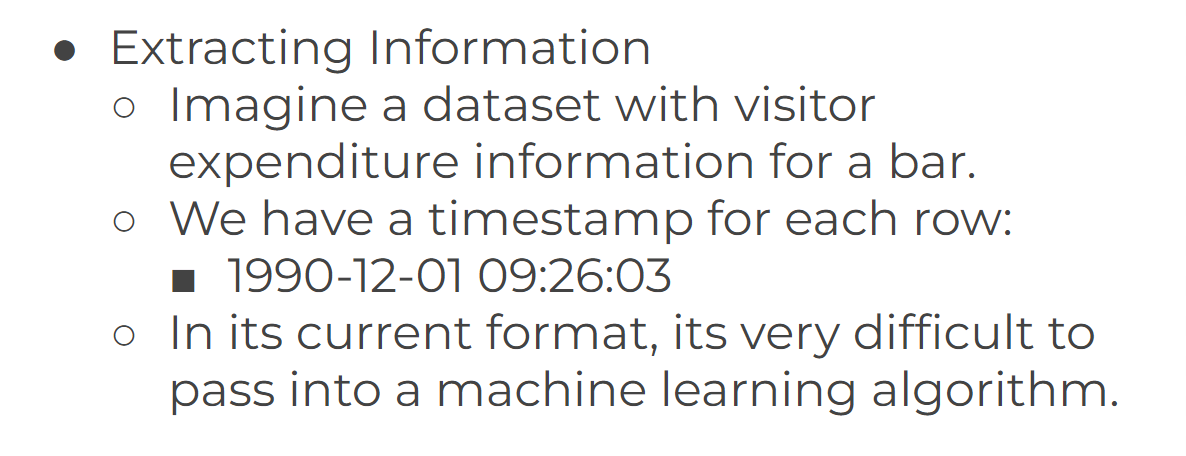 ● Extracting Information
○ Imagine a dataset with visitor
expenditure information for a bar.
○ We have a timestamp for each row:
■ 1990-12-01 09:26:03
○ In its current format, its very difficult to
pass into a machine learning algorithm.